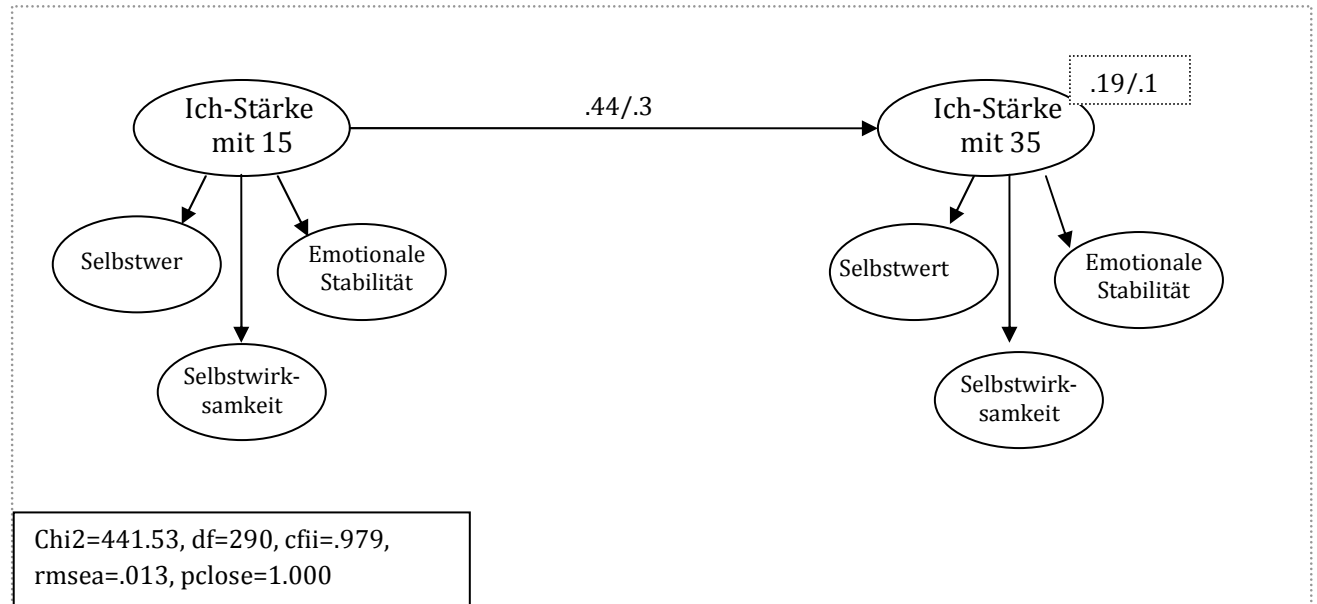 Ich-Stärke
mit 15
.44/.3
Ich-Stärke
mit 35
.19/.1
Selbstwer
Emotionale
Stabilität
Selbstwirk-
samkeit
Selbstwert
Emotionale
Stabilität
Selbstwirk-
samkeit
Chi2=441.53, df=290, cfii=.979,
rmsea=.013, pclose=1.000